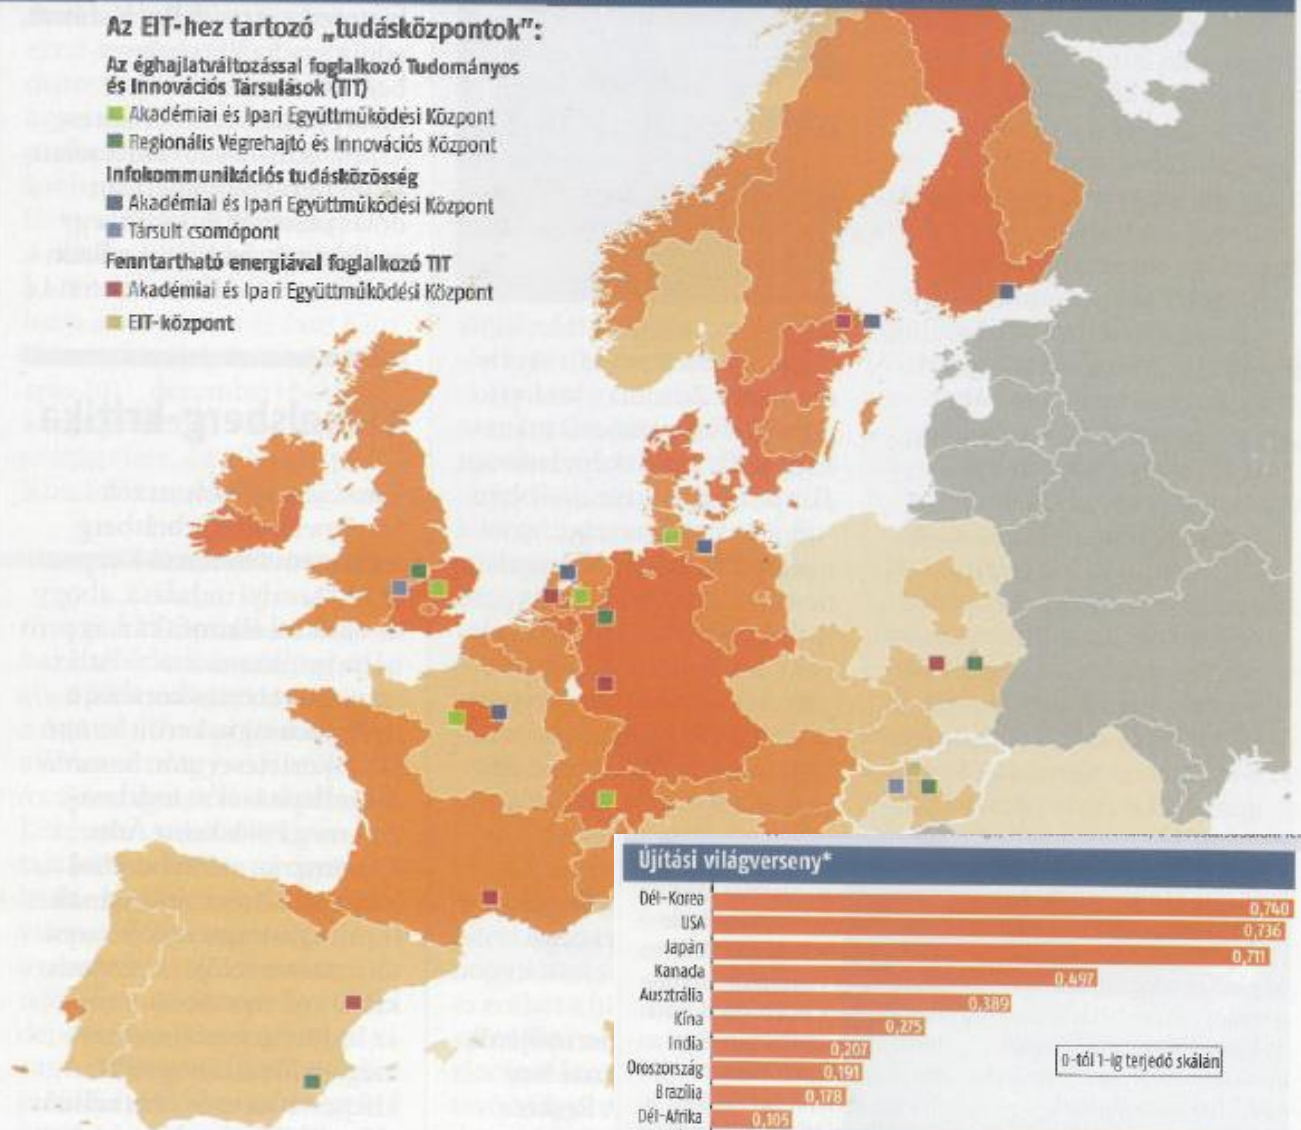 Az EIT-hez tartozó „tudásközpontok":
Az éghajlatváltozással foglalkozó Tudományos
és Innovációs Társulások (TIT)
Akadémiai és Ipari Együttműködési Központ
Regionális Végrehajtó és Innovációs Központ
Infokommunikációs tudásközösség
Akadémiai és Ipari Együttműködési Központ
Társult csomópont
Fenntartható energiával foglalkozó TIT
Akadémiai és Ipari Együttműködési Központ
EIT-központ
Újítási világverseny*
Dél-Korea 0,740
USA 0,736
Japán 0,711
Kanada 0,497
Ausztrália 0,389
Kína 0,275
India 0,207
Oroszország 0,191
Brazília 0,178
Dél-Afrika 0,105
0-tól 1-ig terjedő skálán